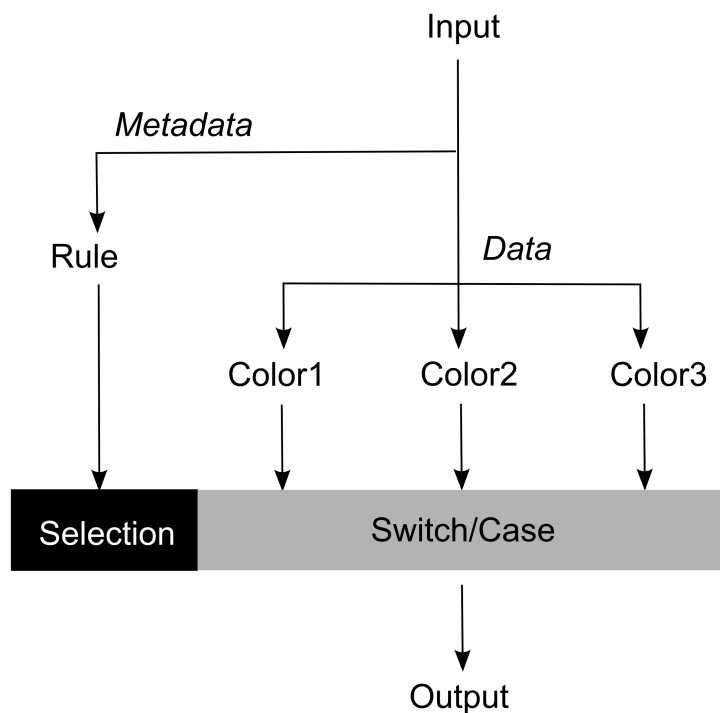 Input
Metadata
Data
Rule
Color1
Color2
Color3
Selection
Switch/Case
Output